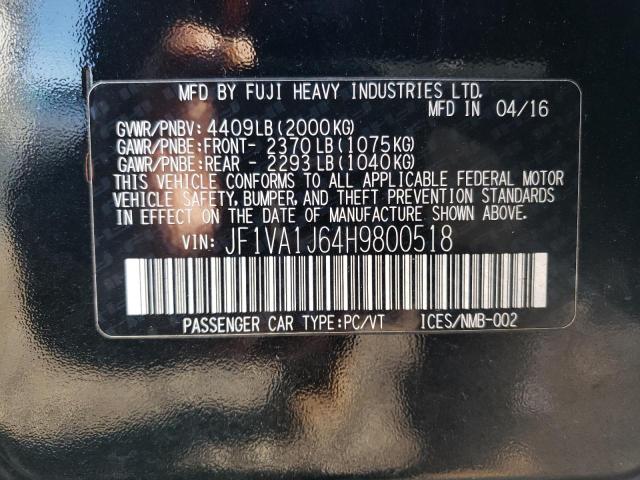 MFD BY FUJI HEAVY INDUSTRIES LTD.
MFD IN 04/16
GVWR/PNBV: 4409LB(2000KG)
GAWR/PNBE:FRONT- 2370LB(1075KG)
GAWR/PNBE:REAR - 2293LB(1040KG)
THIS VEHICLE CONFORMS TO ALL APPLICABLE FEDERAL MOTOR
VEHICLE SAFETY, BUMPER, AND THEFT PREVENTION STANDARDS
IN EFFECT ON THE DATE OF MANUFACTURE SHOWN ABOVE.
VIN: JF1VA1J64H9800518
PASSENGER CAR TYPE:PC/VT ICES/NMB-002